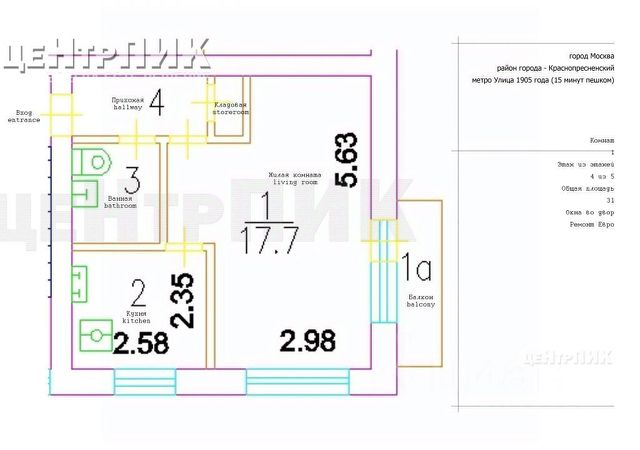 центрПИК
город Москва
район города - Краснопресненский
метро Улица 1905 года (15 минут пешком)
Вход
entrance
Прихожая
hallway
4
Кладовая
storeroom
Комнат
1
Этаж из этажей
4 из 5
Общая площадь
31
Окна во двор
Ремонт Евро
3
Ванная
bathroom
Жилая комната
living room
5.63
центрПИК
1
17.7
1а
Балкон
balcony
2
Кухня
kitchen
2.35
2.58
2.98
центрПИК